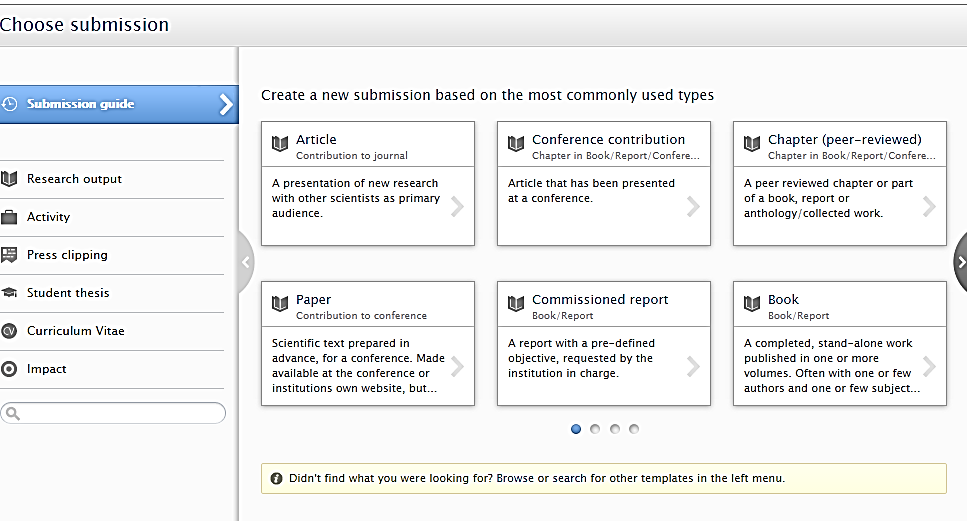 Choose submission
Submission guide
Research output
Activity
Press clipping
Student thesis
CV
Curriculum Vitae
Impact
Create a new submission based on the most commonly used types
Article
Contribution to journal
A presentation of new research
with other scientists as primary
audience.
Conference contribution
Chapter in Book/Report/Confere...
Article that has been presented
at a conference.
Chapter (peer-reviewed)
Chapter in Book/Report/Confere...
A peer reviewed chapter or part
of a book, report or
anthology/collected work.
Paper
Contribution to conference
Scientific text prepared in
advance, for a conference. Made
available at the conference or
institutions own website, but...
Commissioned report
Book/Report
A report with a pre-defined
objective, requested by the
institution in charge.
Book
Book/Report
A completed, stand-alone work
published in one or more
volumes. Often with one or few
authors and one or few subject...
Didn't find what you were looking for? Browse or search for other templates in the left menu.